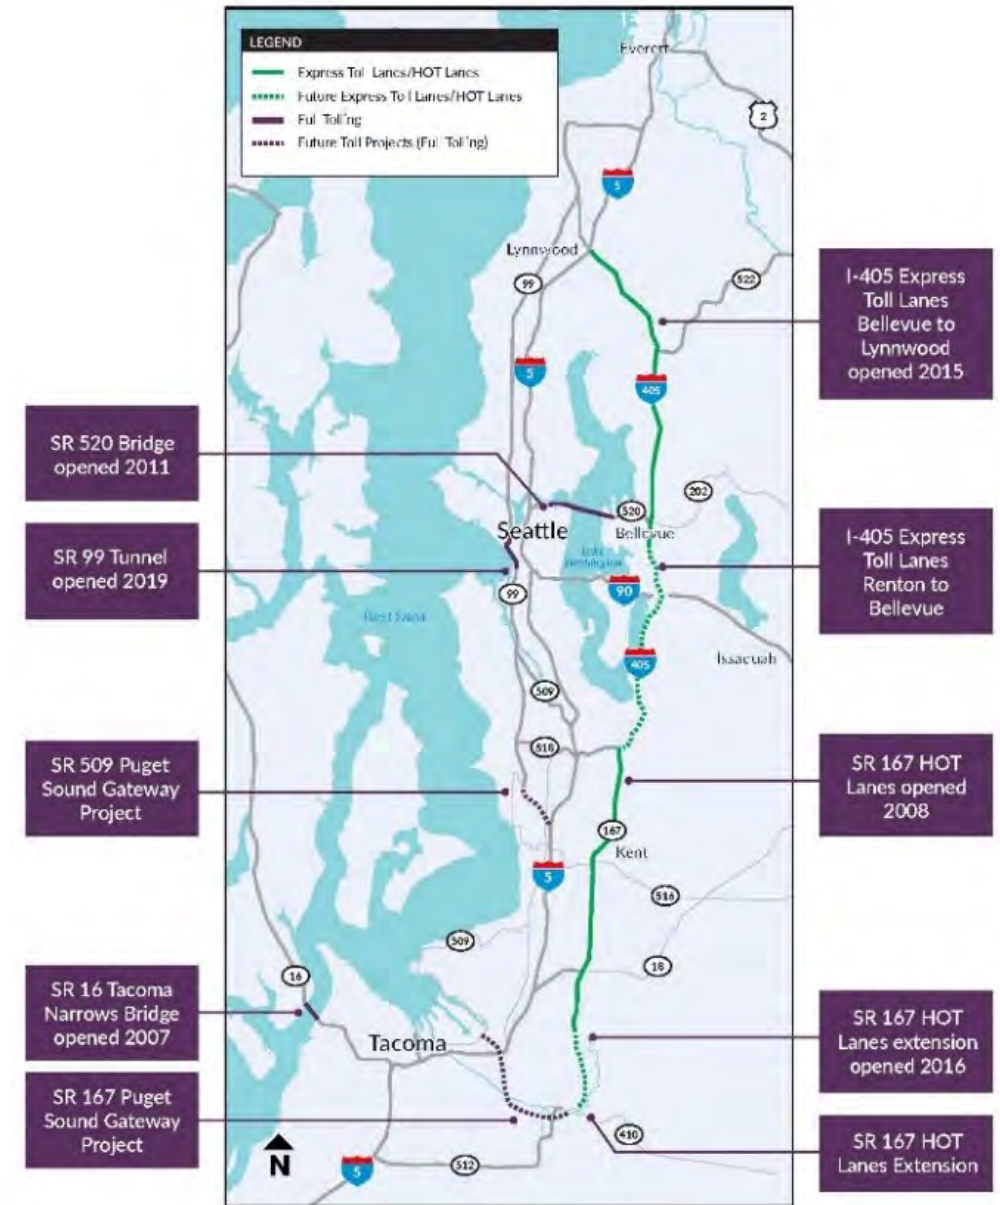 LEGEND
Express Tol Lanes/HOT Lanes
Future Express Toll Lanes/HOT Lanes
Ful Tolling
Future Toll Projects (Ful Tolling)
Everett
2
5
Lynnwood
99
522
I-405 Express
Toll Lanes
Bellevue to
Lynnwood
opened 2015
5
405
SR 520 Bridge
opened 2011
202
520
Seattle
Bellevue
I-405 Express
Toll Lanes
Renton to
Bellevue
SR 99 Tunnel
opened 2019
Lake
Washington
90
99
Issaquah
405
509
518
SR 509 Puget
Sound Gateway
Project
SR 167 HOT
Lanes opened
2008
167
Kent
5
516
509
18
16
SR 16 Tacoma
Narrows Bridge
opened 2007
Tacoma
SR 167 HOT
Lanes extension
opened 2016
SR 167 Puget
Sound Gateway
Project
410
SR 167 HOT
Lanes Extension
N
5
512